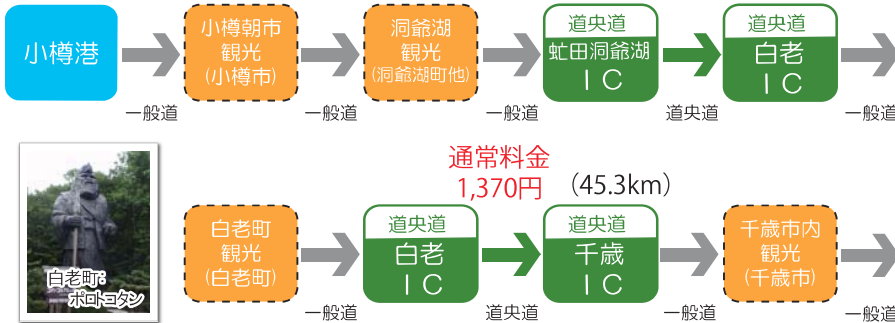 小樽港
一般道
小樽朝市
観光
(小樽市)
一般道
洞爺湖
観光
(洞爺湖町他)
一般道
道央道
虻田洞爺湖
IC
道央道
道央道
白老
IC
一般道
白老町:
ポロトコタン
白老町
観光
(白老町)
一般道
道央道
白老
IC
通常料金
1,370円
(45.3km)
道央道
道央道
千歳
IC
一般道
千歳市内
観光
(千歳市)
一般道